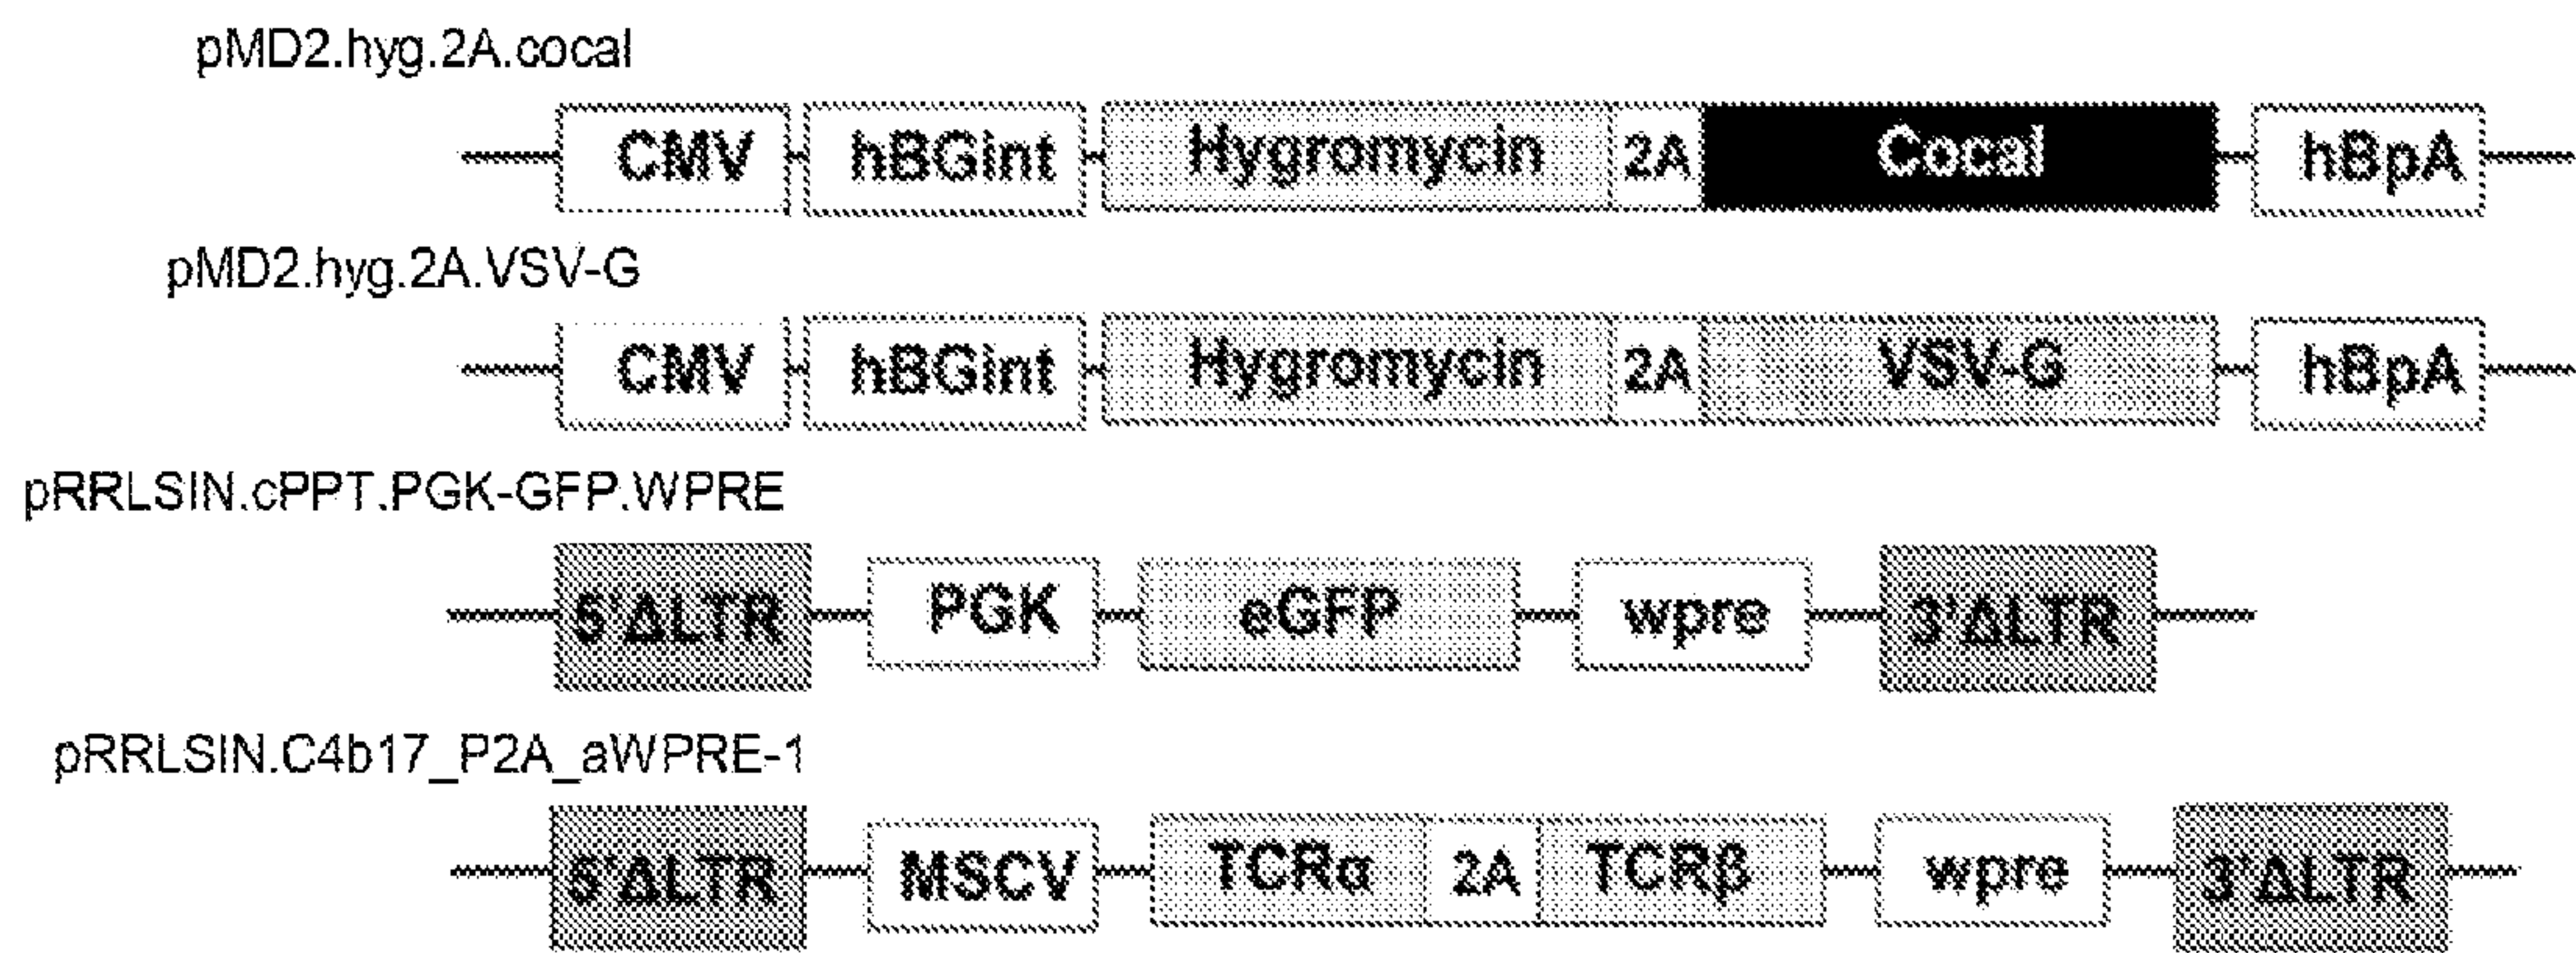 pMD2.hyg.2A.cocal
CMV hBGint Hygromycin 2A Cocal hBpA
pMD2.hyg.2A.VSV-G
CMV hBGint Hygromycin 2A VSV-G hBpA
pRRLSIN.cPPT.PGK-GFP.WPRE
5'ΔLTR PGK eGFP wpre 3'ΔLTR
pRRLSIN.C4b17_P2A_aWPRE-1
5'ΔLTR MSCV TCRα 2A TCRβ wpre 3'ΔLTR